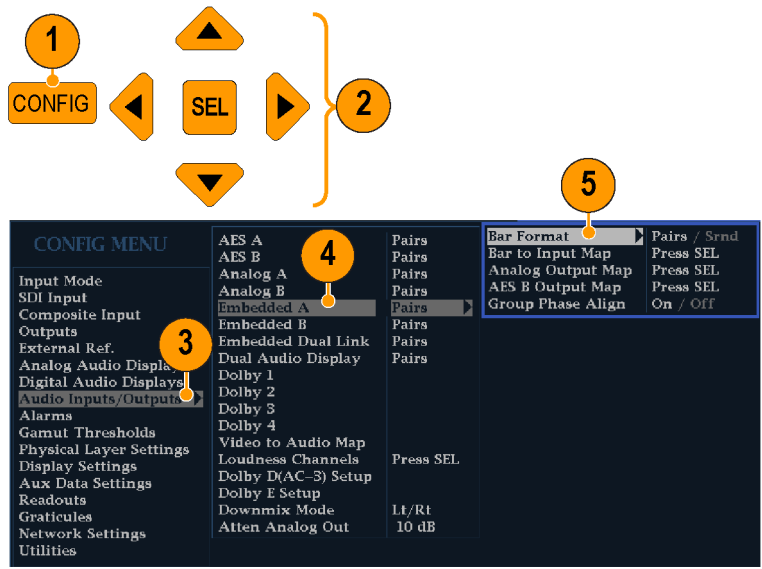 1
CONFIG
SEL
2
5
CONFIG MENU
Input Mode
SDI Input
Composite Input
Outputs
External Ref.
Analog Audio
Digital Audio Displays
Audio Inputs/Outputs
Alarms
Gamut Thresholds
Physical Layer Settings
Display Settings
Aux Data Settings
Readouts
Graticules
Network Settings
Utilities
3
AES A Pairs
AES B Pairs
Analog A Pairs
Analog B Pairs
Embedded A Pairs
Embedded B Pairs
Embedded Dual Link Pairs
Dual Audio Display Pairs
Dolby 1
Dolby 2
Dolby 3
Dolby 4
Video to Audio Map
Loudness Channels Press SEL
Dolby D(AC-3) Setup
Dolby E Setup
Downmix Mode Lt/Rt
Atten Analog Out 10 dB
4
Bar Format Pairs / Srnd
Bar to Input Map Press SEL
Analog Output Map Press SEL
AES B Output Map Press SEL
Group Phase Align On / Off